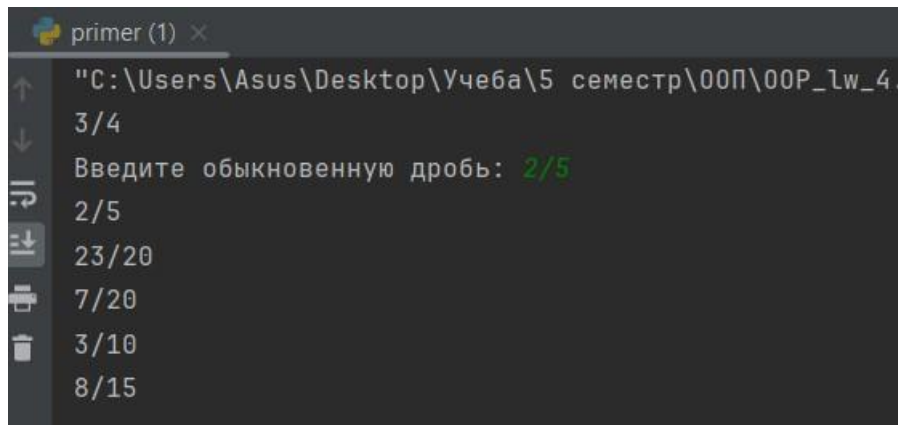 primer (1)
"C:\Users\Asus\Desktop\Учеба\5 семестр\ООП\OOP_lw_4.
3/4
Введите обыкновенную дробь: 2/5
2/5
23/20
7/20
3/10
8/15